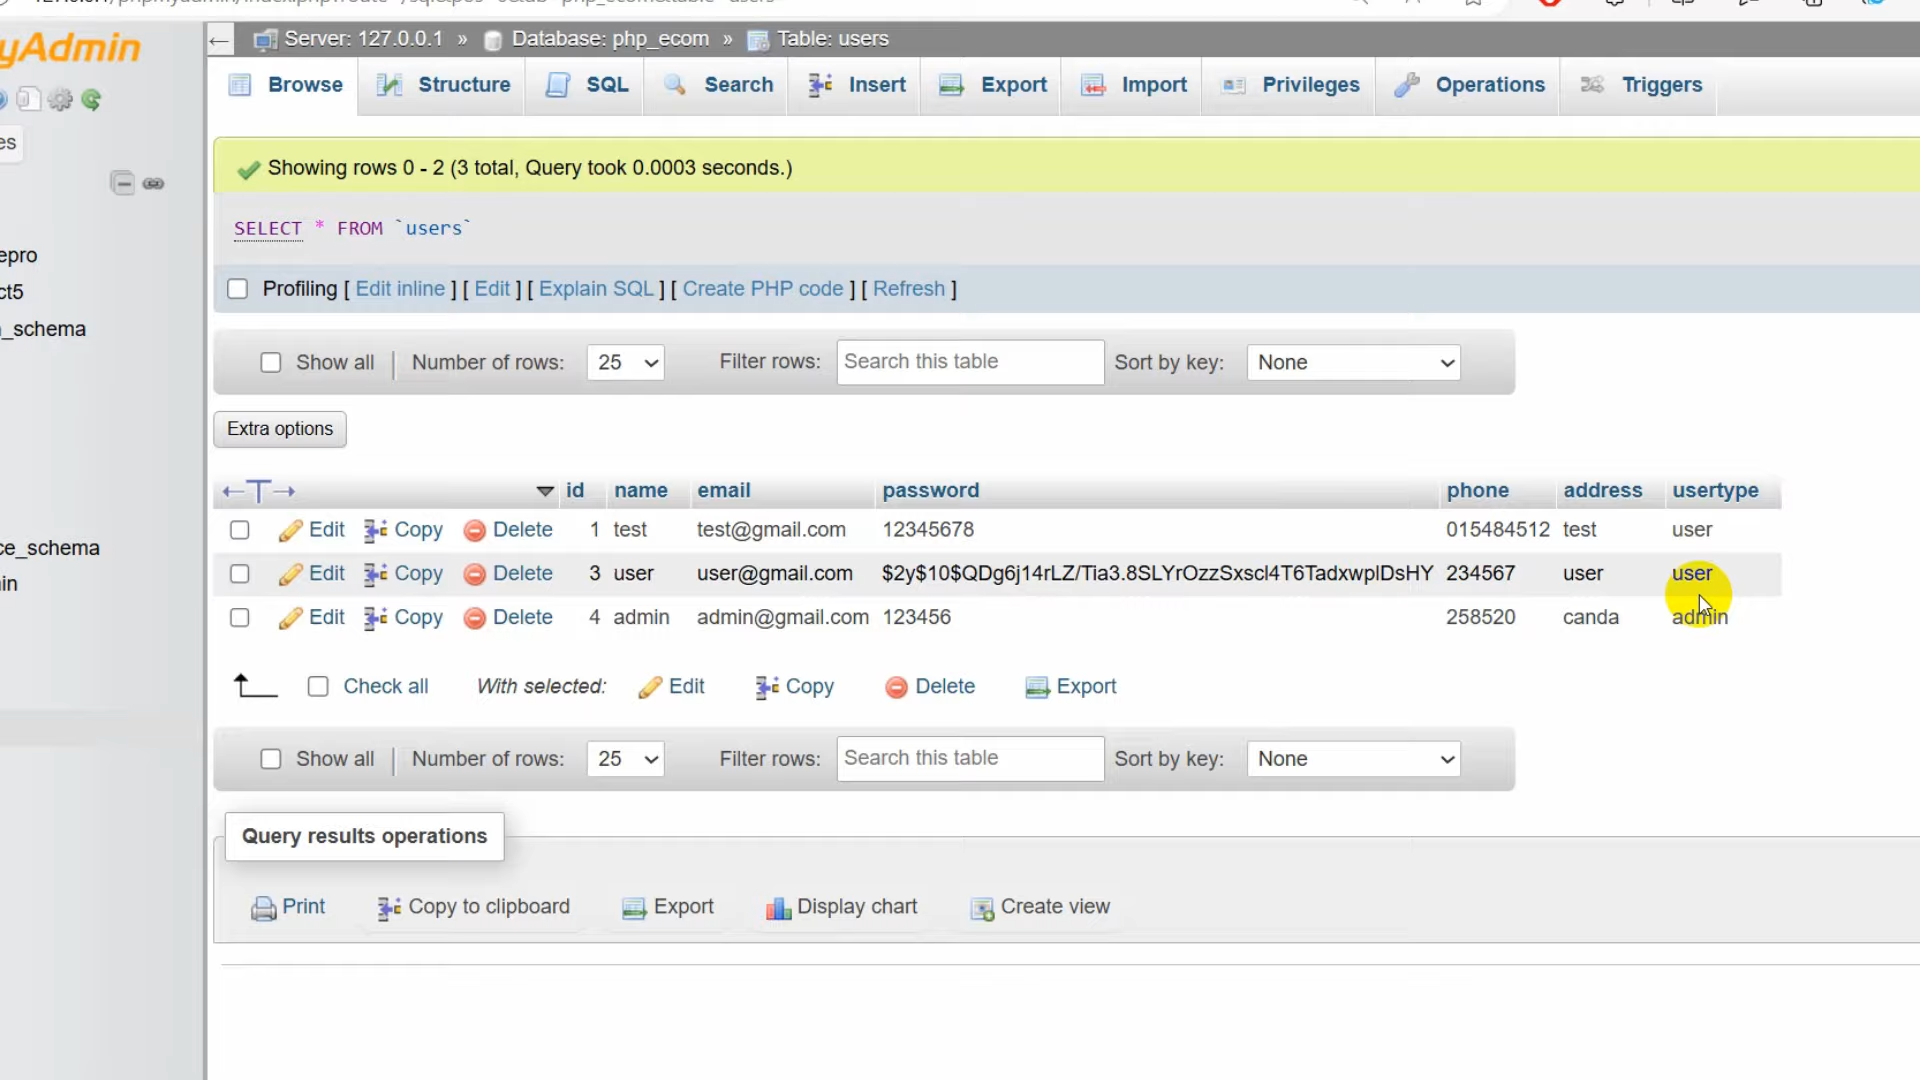 yAdmin
Server: 127.0.0.1 » Database: php_ecom » Table: users
Browse Structure SQL Search Insert Export Import Privileges Operations Triggers
es
Showing rows 0 - 2 (3 total, Query took 0.0003 seconds.)
SELECT * FROM `users`
epro
Profiling [ Edit inline ] [ Edit ] [ Explain SQL ] [ Create PHP code ] [ Refresh ]
ct5
_schema
Show all Number of rows: 25 Filter rows: Search this table Sort by key: None
Extra options
id name email password phone address usertype
Edit Copy Delete 1 test test@gmail.com 12345678 015484512 test user
ce_schema
Edit Copy Delete 3 user user@gmail.com $2y$10$QDg6j14rLZ/Tia3.8SLYrOzzSxscl4T6TadxwplDsHY 234567 user user
in
Edit Copy Delete 4 admin admin@gmail.com 123456 258520 canda admin
Check all With selected: Edit Copy Delete Export
Show all Number of rows: 25 Filter rows: Search this table Sort by key: None
Query results operations
Print Copy to clipboard Export Display chart Create view